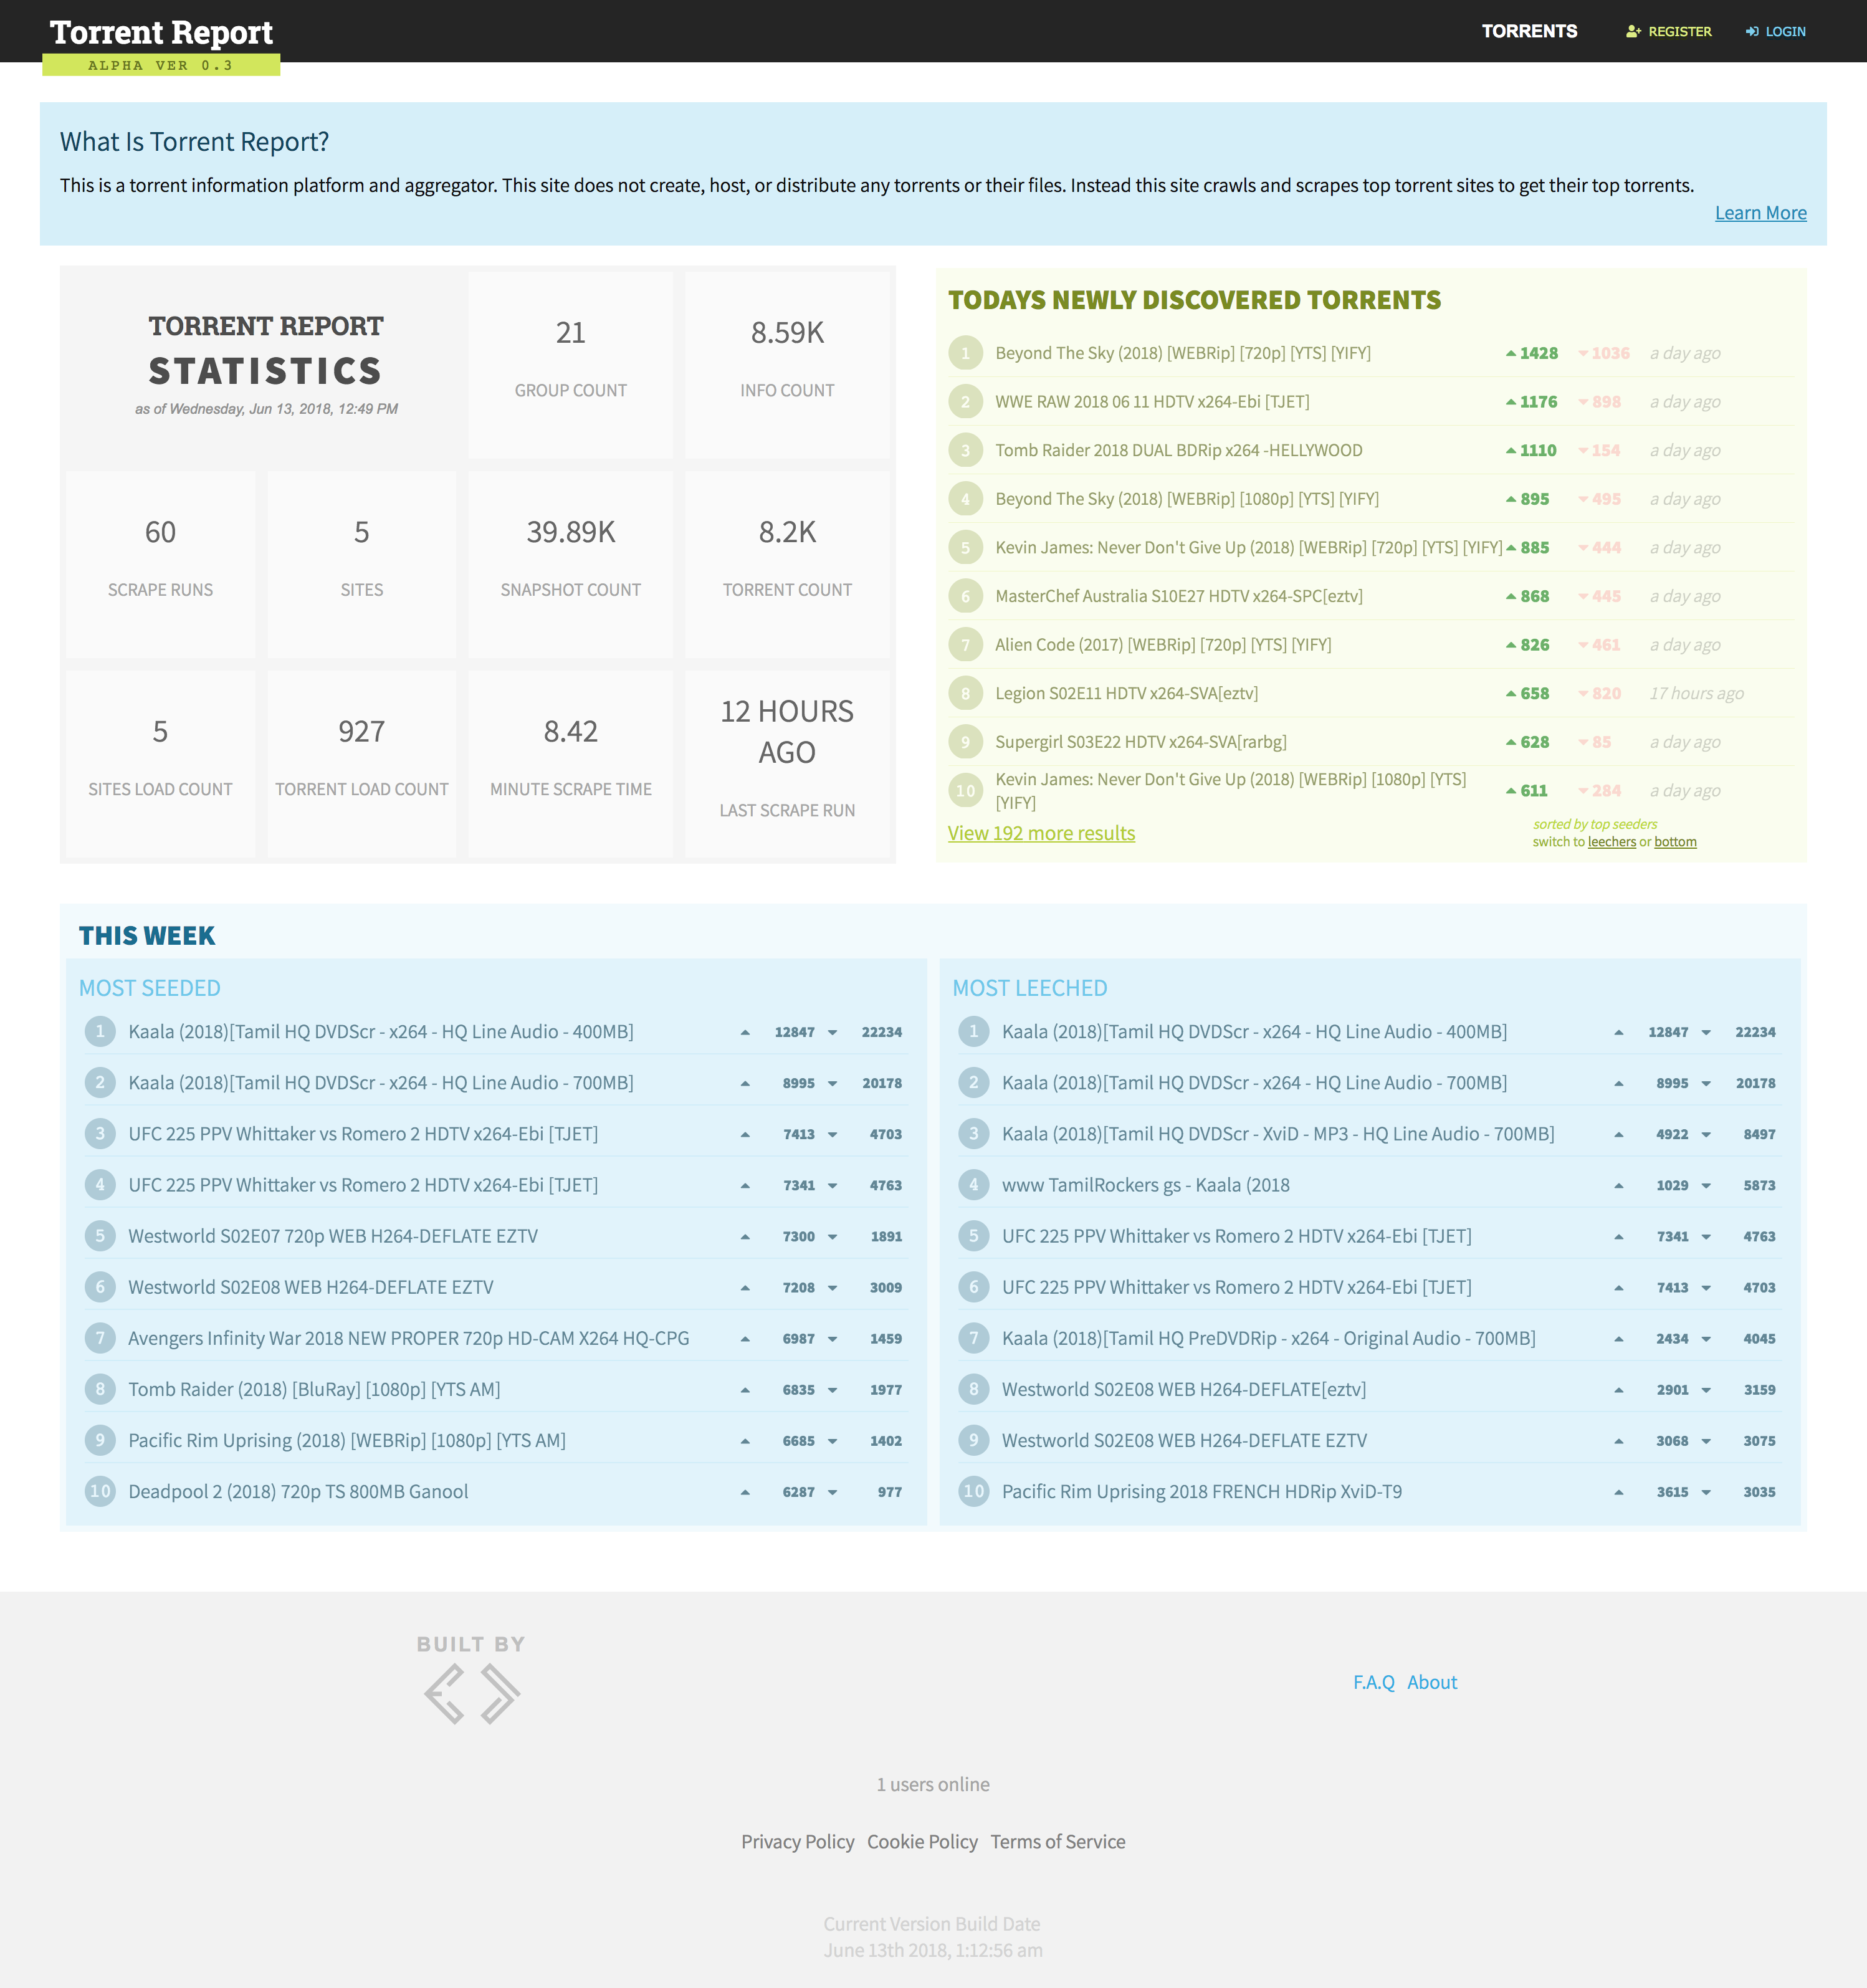 Torrent Report
ALPHA VER 0.3
TORRENTS
REGISTER
LOGIN
What Is Torrent Report?
This is a torrent information platform and aggregator. This site does not create, host, or distribute any torrents or their files. Instead this site crawls and scrapes top torrent sites to get their top torrents.
Learn More
TORRENT REPORT
STATISTICS
as of Wednesday, Jun 13, 2018, 12:49 PM
21
GROUP COUNT
8.59K
INFO COUNT
60
SCRAPE RUNS
5
SITES
39.89K
SNAPSHOT COUNT
8.2K
TORRENT COUNT
5
SITES LOAD COUNT
927
TORRENT LOAD COUNT
8.42
MINUTE SCRAPE TIME
12 HOURS
AGO
LAST SCRAPE RUN
TODAYS NEWLY DISCOVERED TORRENTS
1 Beyond The Sky (2018) [WEBRip] [720p] [YTS] [YIFY] 1428 1036 a day ago
2 WWE RAW 2018 06 11 HDTV x264-Ebi [TJET] 1176 898 a day ago
3 Tomb Raider 2018 DUAL BDRip x264 -HELLYWOOD 1110 154 a day ago
4 Beyond The Sky (2018) [WEBRip] [1080p] [YTS] [YIFY] 895 495 a day ago
5 Kevin James: Never Don't Give Up (2018) [WEBRip] [720p] [YTS] [YIFY] 885 444 a day ago
6 MasterChef Australia S10E27 HDTV x264-SPC[eztv] 868 445 a day ago
7 Alien Code (2017) [WEBRip] [720p] [YTS] [YIFY] 826 461 a day ago
8 Legion S02E11 HDTV x264-SVA[eztv] 658 820 17 hours ago
9 Supergirl S03E22 HDTV x264-SVA[rarbg] 628 85 a day ago
10 Kevin James: Never Don't Give Up (2018) [WEBRip] [1080p] [YTS]
[YIFY] 611 284 a day ago
View 192 more results
sorted by top seeders
switch to leechers or bottom
THIS WEEK
MOST SEEDED
1 Kaala (2018)[Tamil HQ DVDScr - x264 - HQ Line Audio - 400MB] 12847 22234
2 Kaala (2018)[Tamil HQ DVDScr - x264 - HQ Line Audio - 700MB] 8995 20178
3 UFC 225 PPV Whittaker vs Romero 2 HDTV x264-Ebi [TJET] 7413 4703
4 UFC 225 PPV Whittaker vs Romero 2 HDTV x264-Ebi [TJET] 7341 4763
5 Westworld S02E07 720p WEB H264-DEFLATE EZTV 7300 1891
6 Westworld S02E08 WEB H264-DEFLATE EZTV 7208 3009
7 Avengers Infinity War 2018 NEW PROPER 720p HD-CAM X264 HQ-CPG 6987 1459
8 Tomb Raider (2018) [BluRay] [1080p] [YTS AM] 6835 1977
9 Pacific Rim Uprising (2018) [WEBRip] [1080p] [YTS AM] 6685 1402
10 Deadpool 2 (2018) 720p TS 800MB Ganool 6287 977
MOST LEECHED
1 Kaala (2018)[Tamil HQ DVDScr - x264 - HQ Line Audio - 400MB] 12847 22234
2 Kaala (2018)[Tamil HQ DVDScr - x264 - HQ Line Audio - 700MB] 8995 20178
3 Kaala (2018)[Tamil HQ DVDScr - XviD - MP3 - HQ Line Audio - 700MB] 4922 8497
4 www TamilRockers gs - Kaala (2018 1029 5873
5 UFC 225 PPV Whittaker vs Romero 2 HDTV x264-Ebi [TJET] 7341 4763
6 UFC 225 PPV Whittaker vs Romero 2 HDTV x264-Ebi [TJET] 7413 4703
7 Kaala (2018)[Tamil HQ PreDVDRip - x264 - Original Audio - 700MB] 2434 4045
8 Westworld S02E08 WEB H264-DEFLATE[eztv] 2901 3159
9 Westworld S02E08 WEB H264-DEFLATE EZTV 3068 3075
10 Pacific Rim Uprising 2018 FRENCH HDRip XviD-T9 3615 3035
BUILT BY
F.A.Q About
1 users online
Privacy Policy Cookie Policy Terms of Service
Current Version Build Date
June 13th 2018, 1:12:56 am